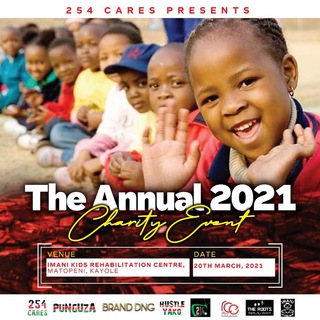 254 CARES PRESENTS
The Annual 2021
Charity Event
VENUE
IMANI KIDS REHABILITATION CENTRE,
MATOPENI, KAYOLE
DATE
20TH MARCH, 2021
254
CARES
PUNGUZA
BRAND DNG
HUSTLE
YAKO
THE ROOTS